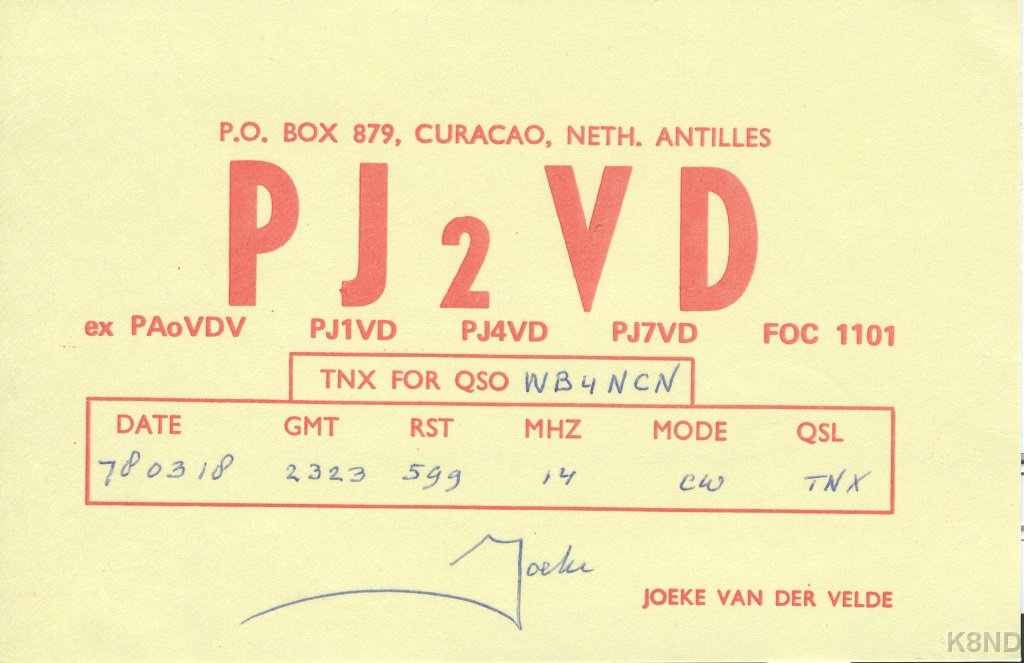 P.O. BOX 879, CURACAO, NETH. ANTILLES
PJ2VD
ex PAoVDV PJ1VD PJ4VD PJ7VD FOC 1101
TNX FOR QSO WB4NCN
DATE GMT RST MHZ MODE QSL
780318 2323 599 14 CW TNX
Joeke
JOEKE VAN DER VELDE
K8ND